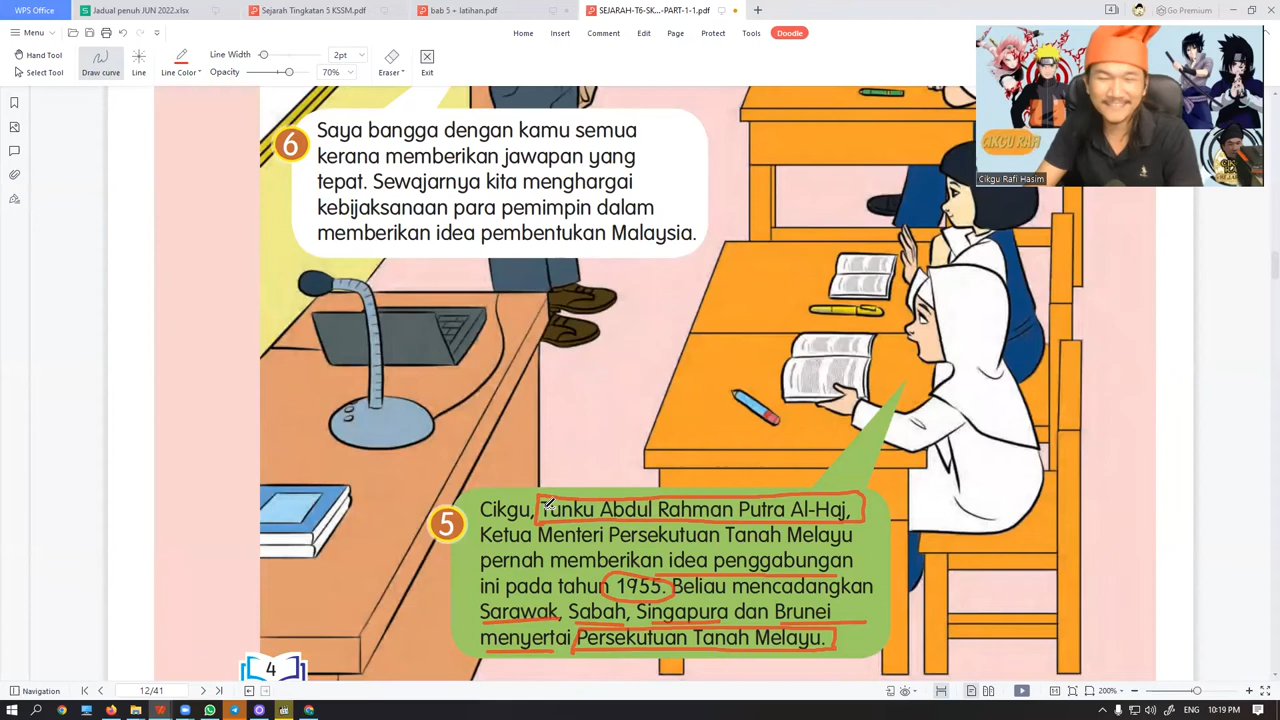 WPS Office
Jadual penuh JUN 2022.xlsx
Sejarah Tingkatan 5 KSSM.pdf
bab 5 + latihan.pdf
SEJARAH-T6-SK...-PART-1-1.pdf
Go Premium
Menu
Home
Insert
Comment
Edit
Page
Protect
Tools
Doodle
Hand Tool
Select Tool
Draw curve
Line
Line Color
Line Width
2pt
Opacity
70%
Eraser
Exit
CIKGU RAFI
Cikgu Rafi Hasim
6
Saya bangga dengan kamu semua
kerana memberikan jawapan yang
tepat. Sewajarnya kita menghargai
kebijaksanaan para pemimpin dalam
memberikan idea pembentukan Malaysia.
5
Cikgu, Tunku Abdul Rahman Putra Al-Haj,
Ketua Menteri Persekutuan Tanah Melayu
pernah memberikan idea penggabungan
ini pada tahun 1955. Beliau mencadangkan
Sarawak, Sabah, Singapura dan Brunei
menyertai Persekutuan Tanah Melayu.
4
Navigation
12/41
200%
ENG
10:19 PM